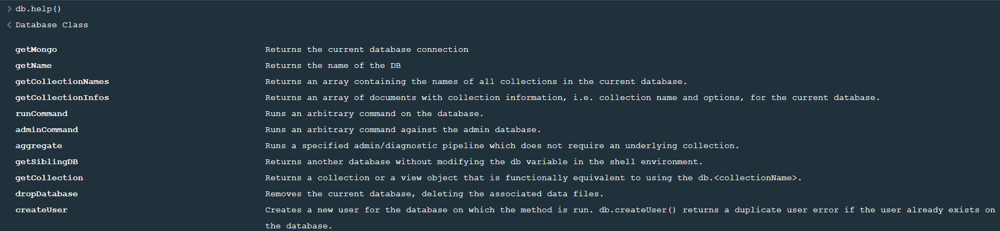 > db.help()
< Database Class
getMongo Returns the current database connection
getName Returns the name of the DB
getCollectionNames Returns an array containing the names of all collections in the current database.
getCollectionInfos Returns an array of documents with collection information, i.e. collection name and options, for the current database.
runCommand Runs an arbitrary command on the database.
adminCommand Runs an arbitrary command against the admin database.
aggregate Runs a specified admin/diagnostic pipeline which does not require an underlying collection.
getSiblingDB Returns another database without modifying the db variable in the shell environment.
getCollection Returns a collection or a view object that is functionally equivalent to using the db.<collectionName>.
dropDatabase Removes the current database, deleting the associated data files.
createUser Creates a new user for the database on which the method is run. db.createUser() returns a duplicate user error if the user already exists on
the database.